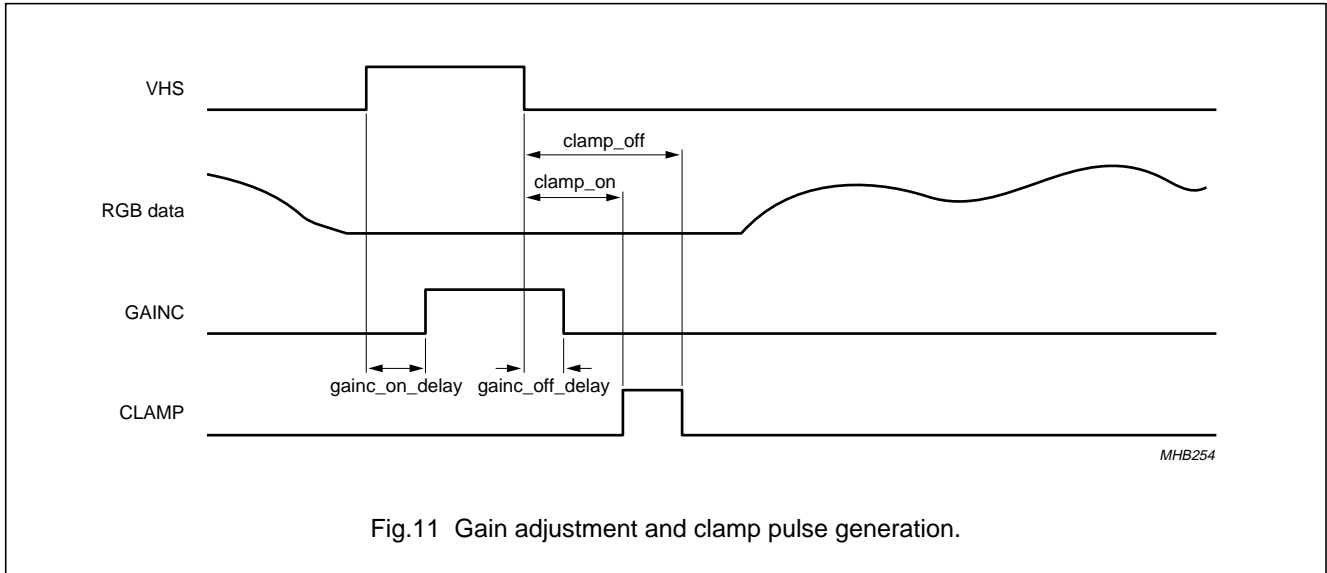 VHS
clamp_off
clamp_on
RGB data
GAINC
gainc_on_delay gainc_off_delay
CLAMP
MHB254
Fig.11 Gain adjustment and clamp pulse generation.